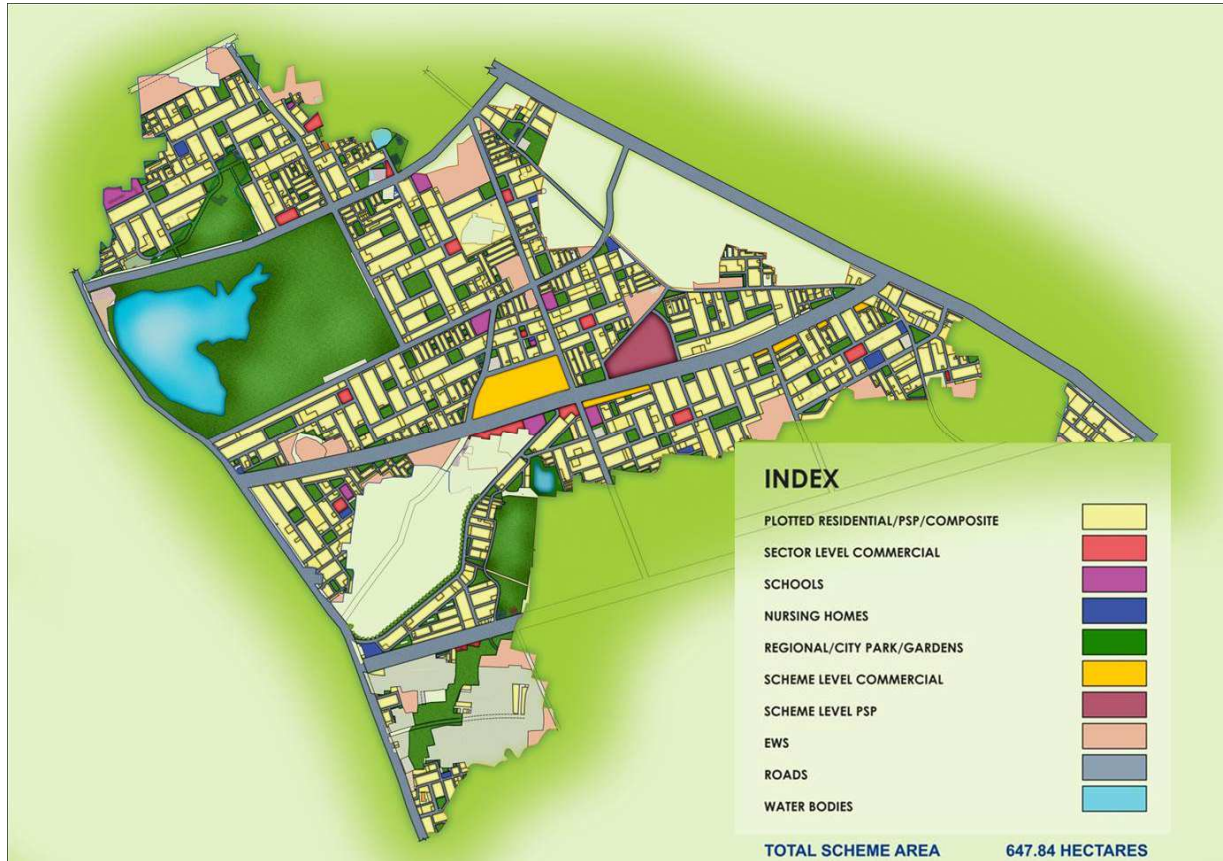 INDEX
PLOTTED RESIDENTIAL/PSP/COMPOSITE
SECTOR LEVEL COMMERCIAL
SCHOOLS
NURSING HOMES
REGIONAL/CITY PARK/GARDENS
SCHEME LEVEL COMMERCIAL
SCHEME LEVEL PSP
EWS
ROADS
WATER BODIES
TOTAL SCHEME AREA 647.84 HECTARES